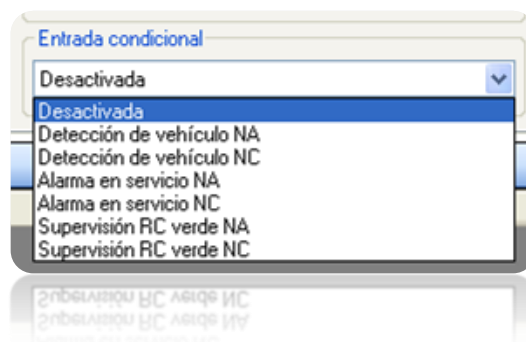 Entrada condicional
Desactivada
Desactivada
Detección de vehículo NA
Detección de vehículo NC
Alarma en servicio NA
Alarma en servicio NC
Supervisión RC verde NA
Supervisión RC verde NC